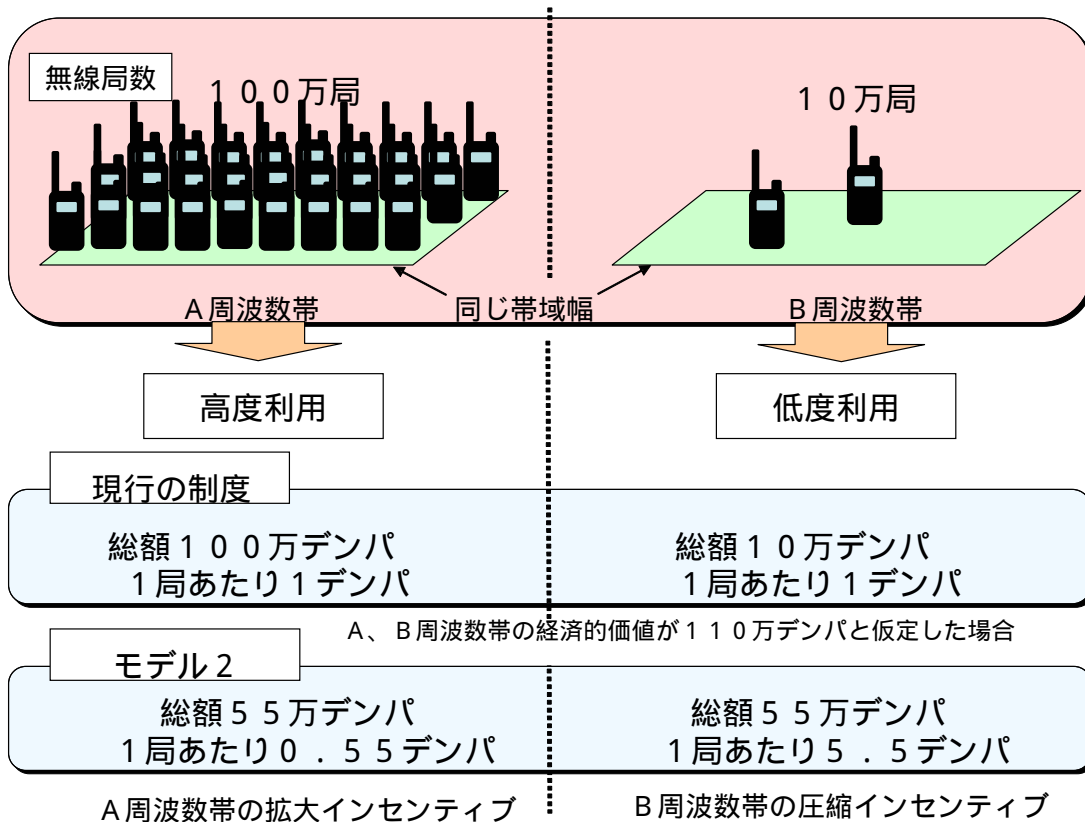 無線局数
１００万局
１０万局
A周波数帯
同じ帯域幅
B周波数帯
高度利用
低度利用
現行の制度
総額１００万デンパ
１局あたり１デンパ
総額１０万デンパ
１局あたり１デンパ
A、B周波数帯の経済的価値が１１０万デンパと仮定した場合
モデル２
総額５５万デンパ
１局あたり０．５５デンパ
総額５５万デンパ
１局あたり５．５デンパ
A周波数帯の拡大インセンティブ
B周波数帯の圧縮インセンティブ